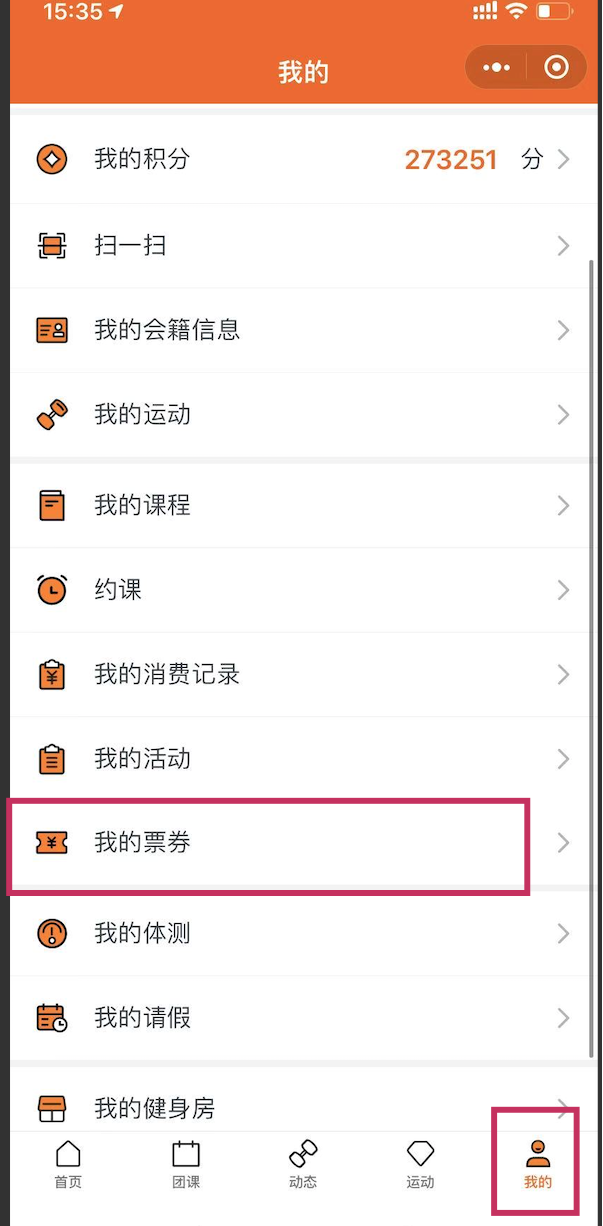 15:35
我的
我的积分 273251 分
扫一扫
我的会籍信息
我的运动
我的课程
约课
我的消费记录
我的活动
我的票券
我的体测
我的请假
我的健身房
首页 团课 动态 运动 我的